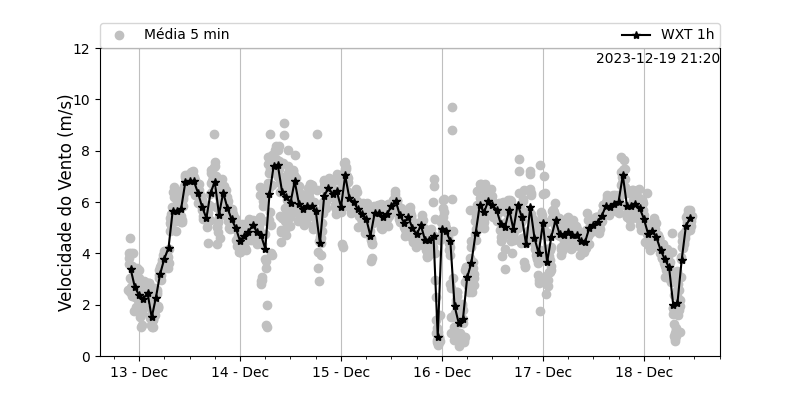 Média 5 min WXT 1h
2023-12-19 21:20
Velocidade do Vento (m/s)
12
10
8
6
4
2
0
13 - Dec 14 - Dec 15 - Dec 16 - Dec 17 - Dec 18 - Dec